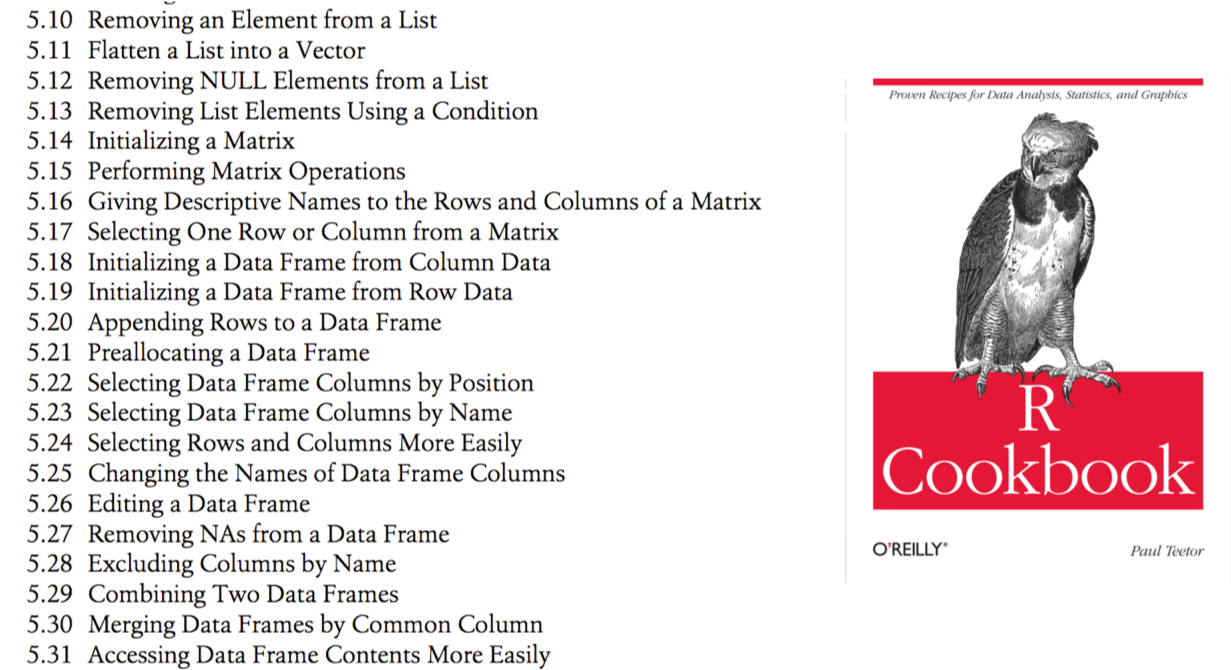 5.10 Removing an Element from a List
5.11 Flatten a List into a Vector
5.12 Removing NULL Elements from a List
5.13 Removing List Elements Using a Condition
5.14 Initializing a Matrix
5.15 Performing Matrix Operations
5.16 Giving Descriptive Names to the Rows and Columns of a Matrix
5.17 Selecting One Row or Column from a Matrix
5.18 Initializing a Data Frame from Column Data
5.19 Initializing a Data Frame from Row Data
5.20 Appending Rows to a Data Frame
5.21 Preallocating a Data Frame
5.22 Selecting Data Frame Columns by Position
5.23 Selecting Data Frame Columns by Name
5.24 Selecting Rows and Columns More Easily
5.25 Changing the Names of Data Frame Columns
5.26 Editing a Data Frame
5.27 Removing NAs from a Data Frame
5.28 Excluding Columns by Name
5.29 Combining Two Data Frames
5.30 Merging Data Frames by Common Column
5.31 Accessing Data Frame Contents More Easily
Proven Recipes for Data Analysis, Statistics, and Graphics
R
Cookbook
O'REILLY®
Paul Teetor